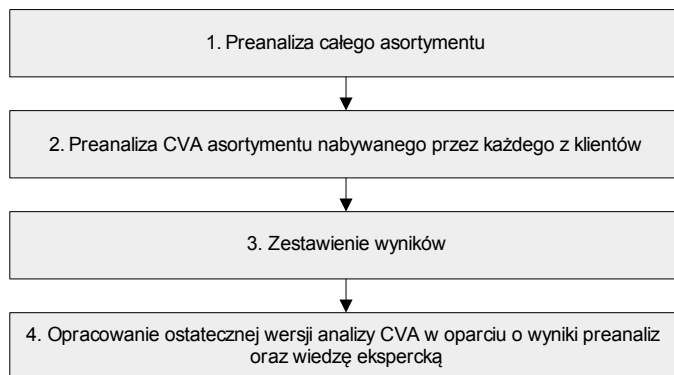 1. Preanaliza całego asortymentu
2. Preanaliza CVA asortymentu nabywanego przez każdego z klientów
3. Zestawienie wyników
4. Opracowanie ostatecznej wersji analizy CVA w oparciu o wyniki preanaliz
oraz wiedzę ekspercką